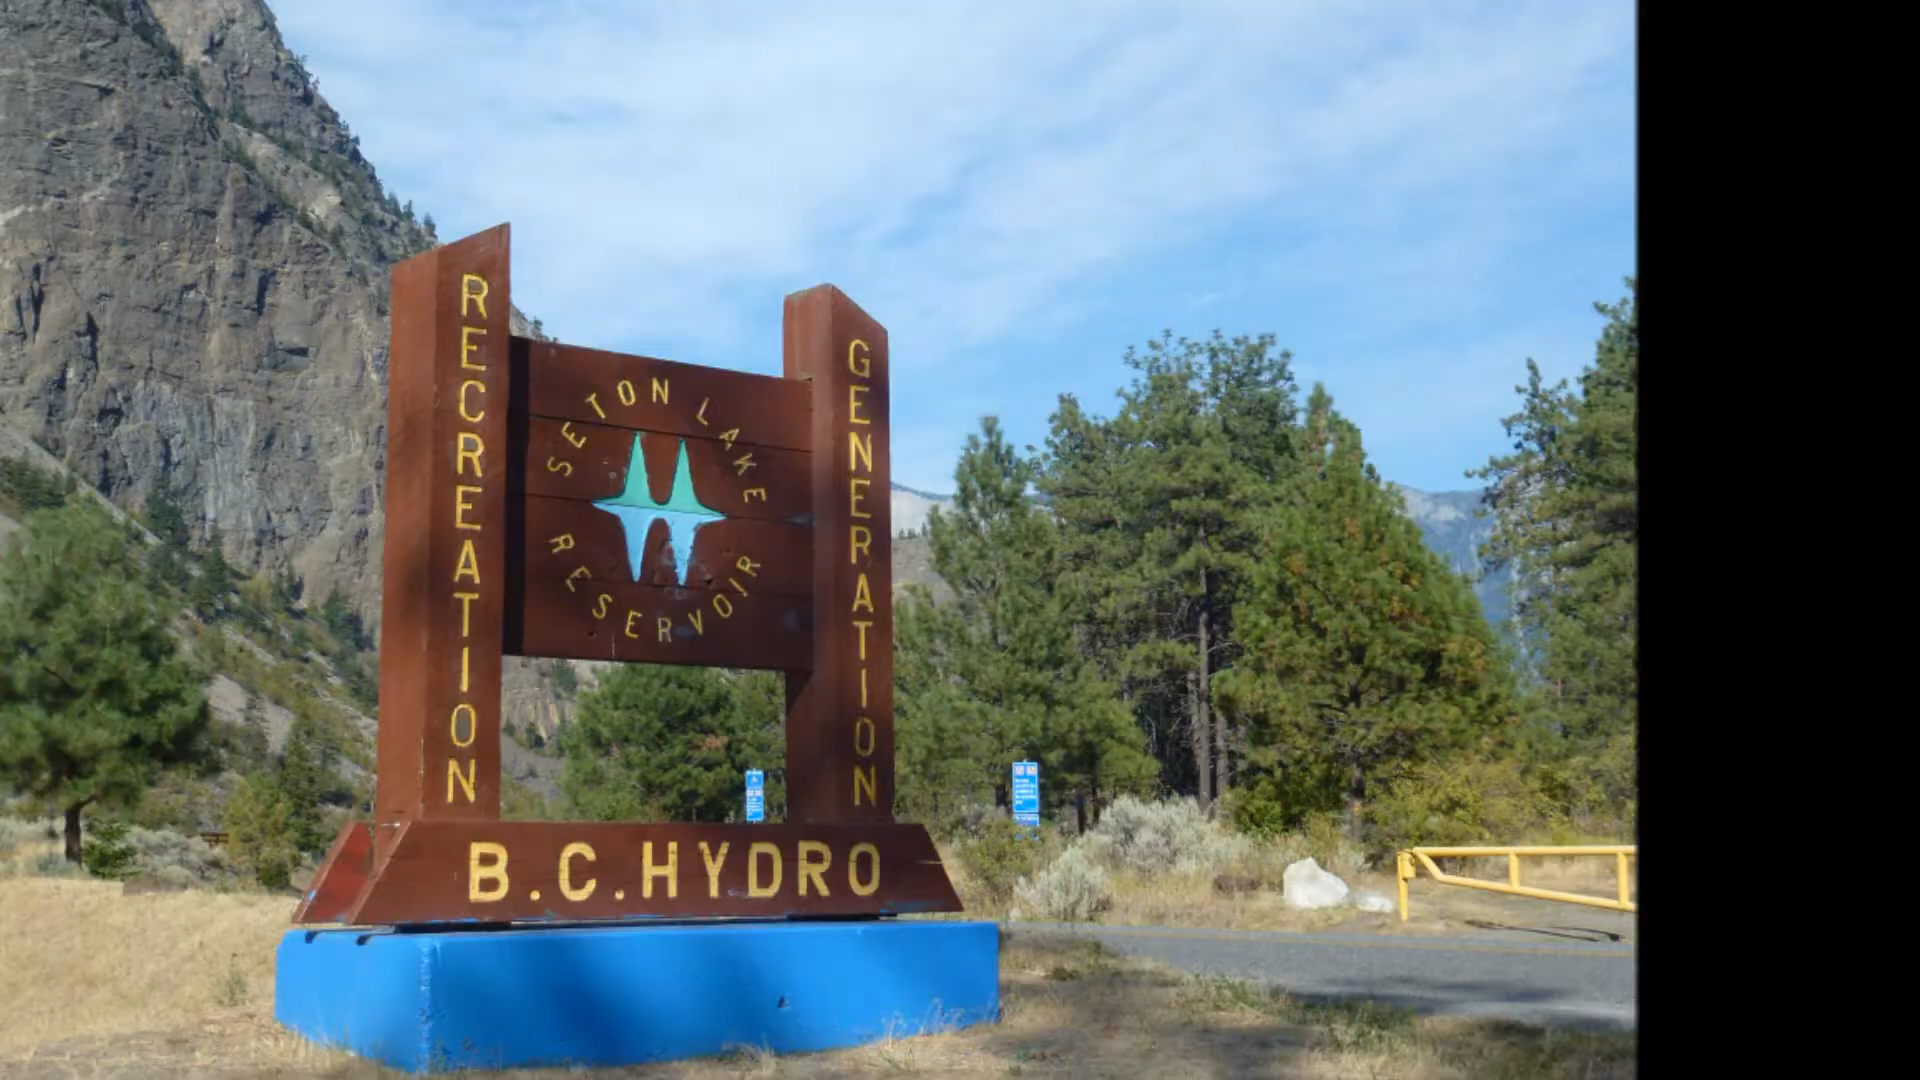 RECREATION
SETON LAKE
RESERVOIR
GENERATION
B.C.HYDRO